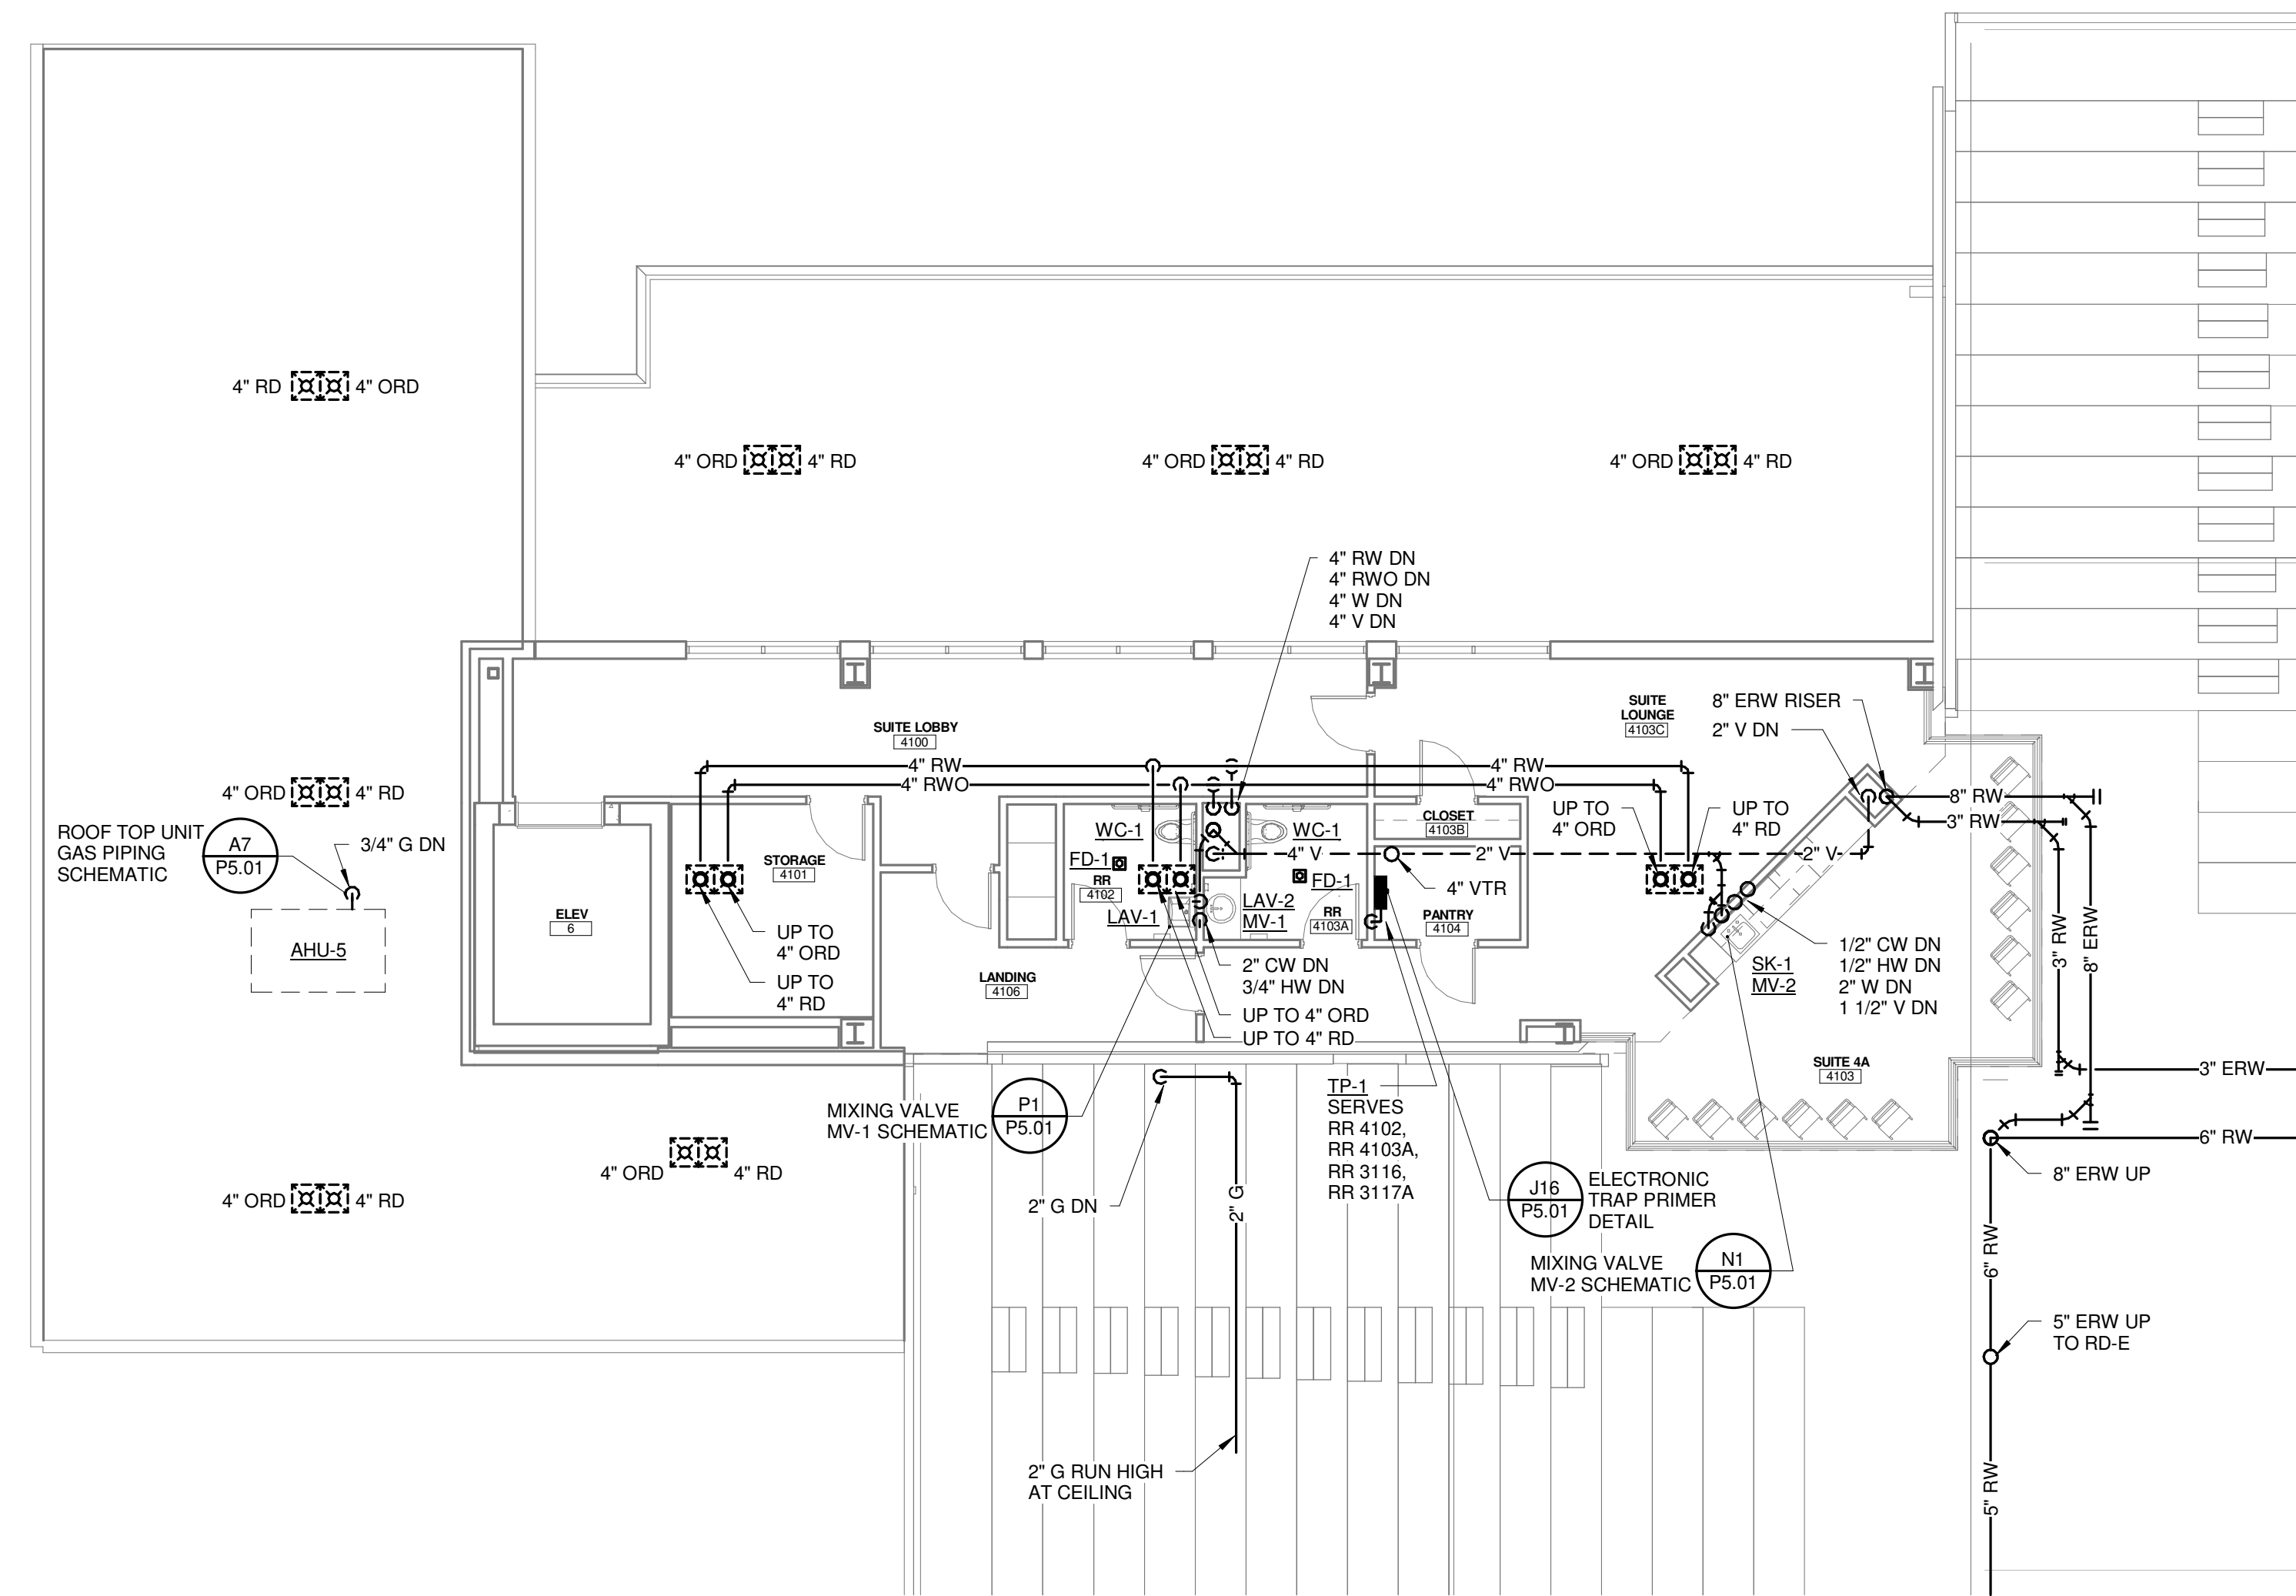 4" RD
4" ORD
4" ORD
4" RD
4" ORD
4" RD
4" ORD
4" RD
4" RW DN
4" RWO DN
4" W DN
4" V DN
SUITE LOBBY
4100
SUITE
LOUNGE
4103C
8" ERW RISER
2" V DN
4" RW
4" RW
4" RWO
4" RWO
4" ORD
4" RD
8" RW
3" RW
UP TO
4" ORD
UP TO
4" RD
CLOSET
4103B
ROOF TOP UNIT
GAS PIPING
SCHEMATIC
A7
P5.01
3/4" G DN
WC-1
WC-1
FD-1
FD-1
4" V
2" V
2" V
STORAGE
4101
RR
4102
4" VTR
LAV-1
LAV-2
MV-1
RR
4103A
PANTRY
4104
ELEV
6
AHU-5
UP TO
4" ORD
UP TO
4" RD
LANDING
4106
2" CW DN
3/4" HW DN
UP TO 4" ORD
UP TO 4" RD
SK-1
MV-2
1/2" CW DN
1/2" HW DN
2" W DN
1 1/2" V DN
3" RW
8" ERW
SUITE 4A
4103
3" ERW
MIXING VALVE
MV-1 SCHEMATIC
P1
P5.01
TP-1
SERVES
RR 4102,
RR 4103A,
RR 3116,
RR 3117A
6" RW
8" ERW UP
4" ORD
4" RD
4" ORD
4" RD
2" G DN
2" G
J16
P5.01
ELECTRONIC
TRAP PRIMER
DETAIL
MIXING VALVE
MV-2 SCHEMATIC
N1
P5.01
6" RW
5" ERW UP
TO RD-E
2" G RUN HIGH
AT CEILING
5" RW